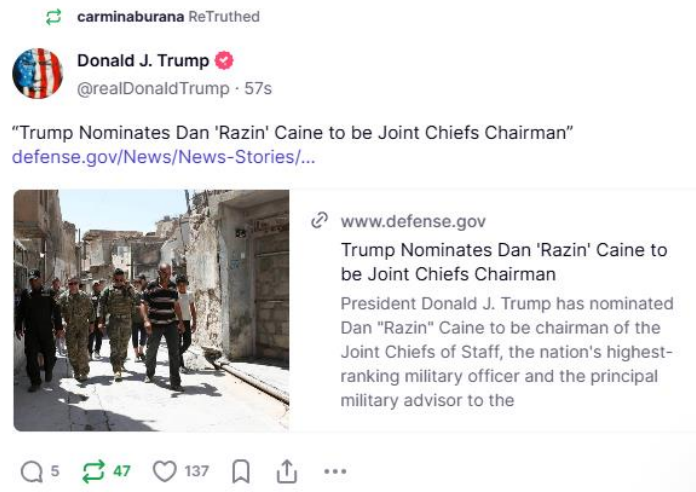 carminaburana ReTruthed
Donald J. Trump
@realDonaldTrump · 57s
“Trump Nominates Dan 'Razin' Caine to be Joint Chiefs Chairman”
defense.gov/News/News-Stories/...
www.defense.gov
Trump Nominates Dan 'Razin' Caine to
be Joint Chiefs Chairman
President Donald J. Trump has nominated
Dan "Razin" Caine to be chairman of the
Joint Chiefs of Staff, the nation's highest-
ranking military officer and the principal
military advisor to the
5 47 137